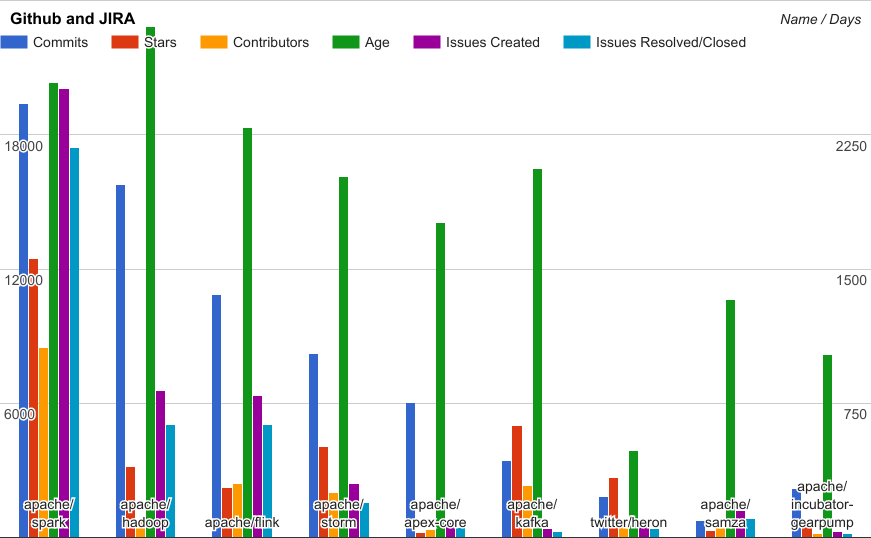 Github and JIRA
Name / Days
Commits
Stars
Contributors
Age
Issues Created
Issues Resolved/Closed
18000
2250
12000
1500
6000
750
apache/
spark
apache/
hadoop
apache/flink
apache/
storm
apache/
apex-core
apache/
kafka
twitter/heron
apache/
samza
apache/
incubator-
gearpump